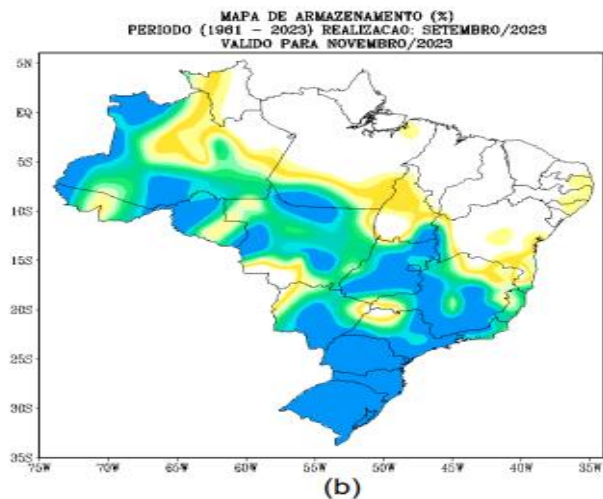 MAPA DE ARMAZENAMENTO (%)
PERIODO (1961 – 2023) REALIZACAO: SETEMBRO/2023
VALIDO PARA NOVEMBRO/2023
5N
EQ
5S
10S
15S
20S
25S
30S
35S
75W 70W 65W 60W 55W 50W 45W 40W 35W
(b)